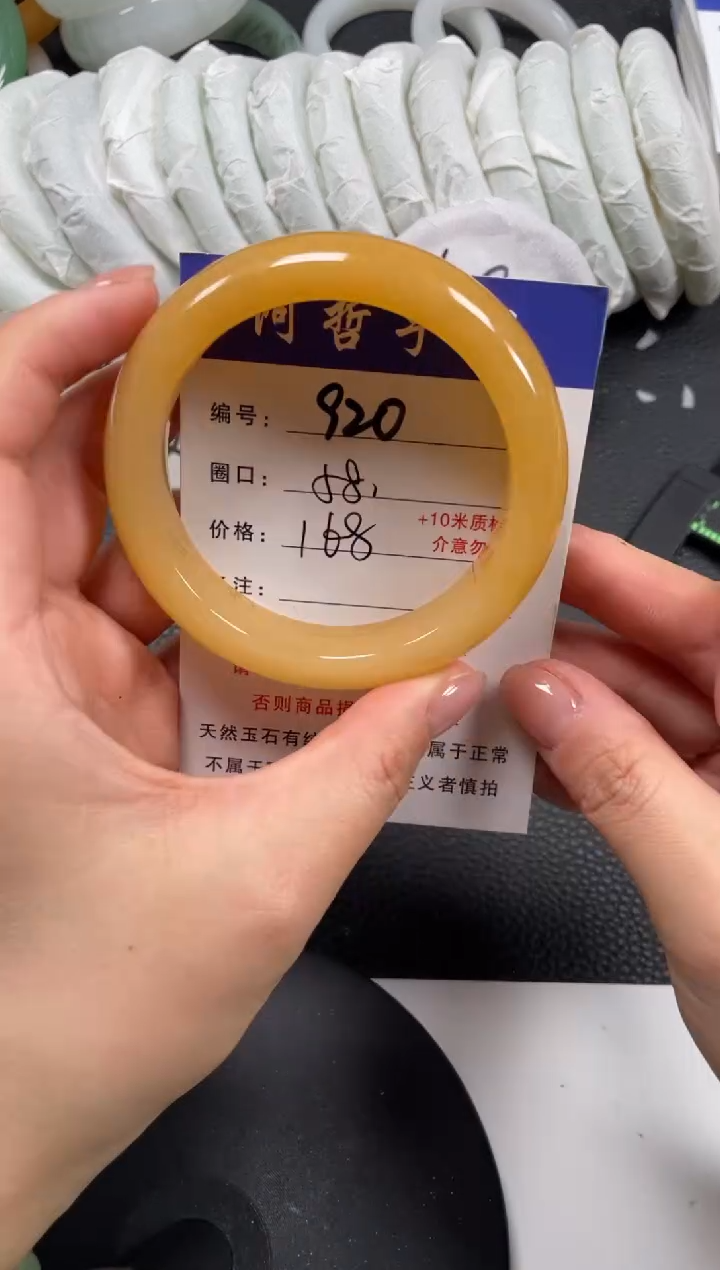 阿哲
编号： 920
圈口： 58.
价格： 168
+10米质
介意勿
注：
否则商品损
天然玉石有 属于正常
不属于 义者慎拍